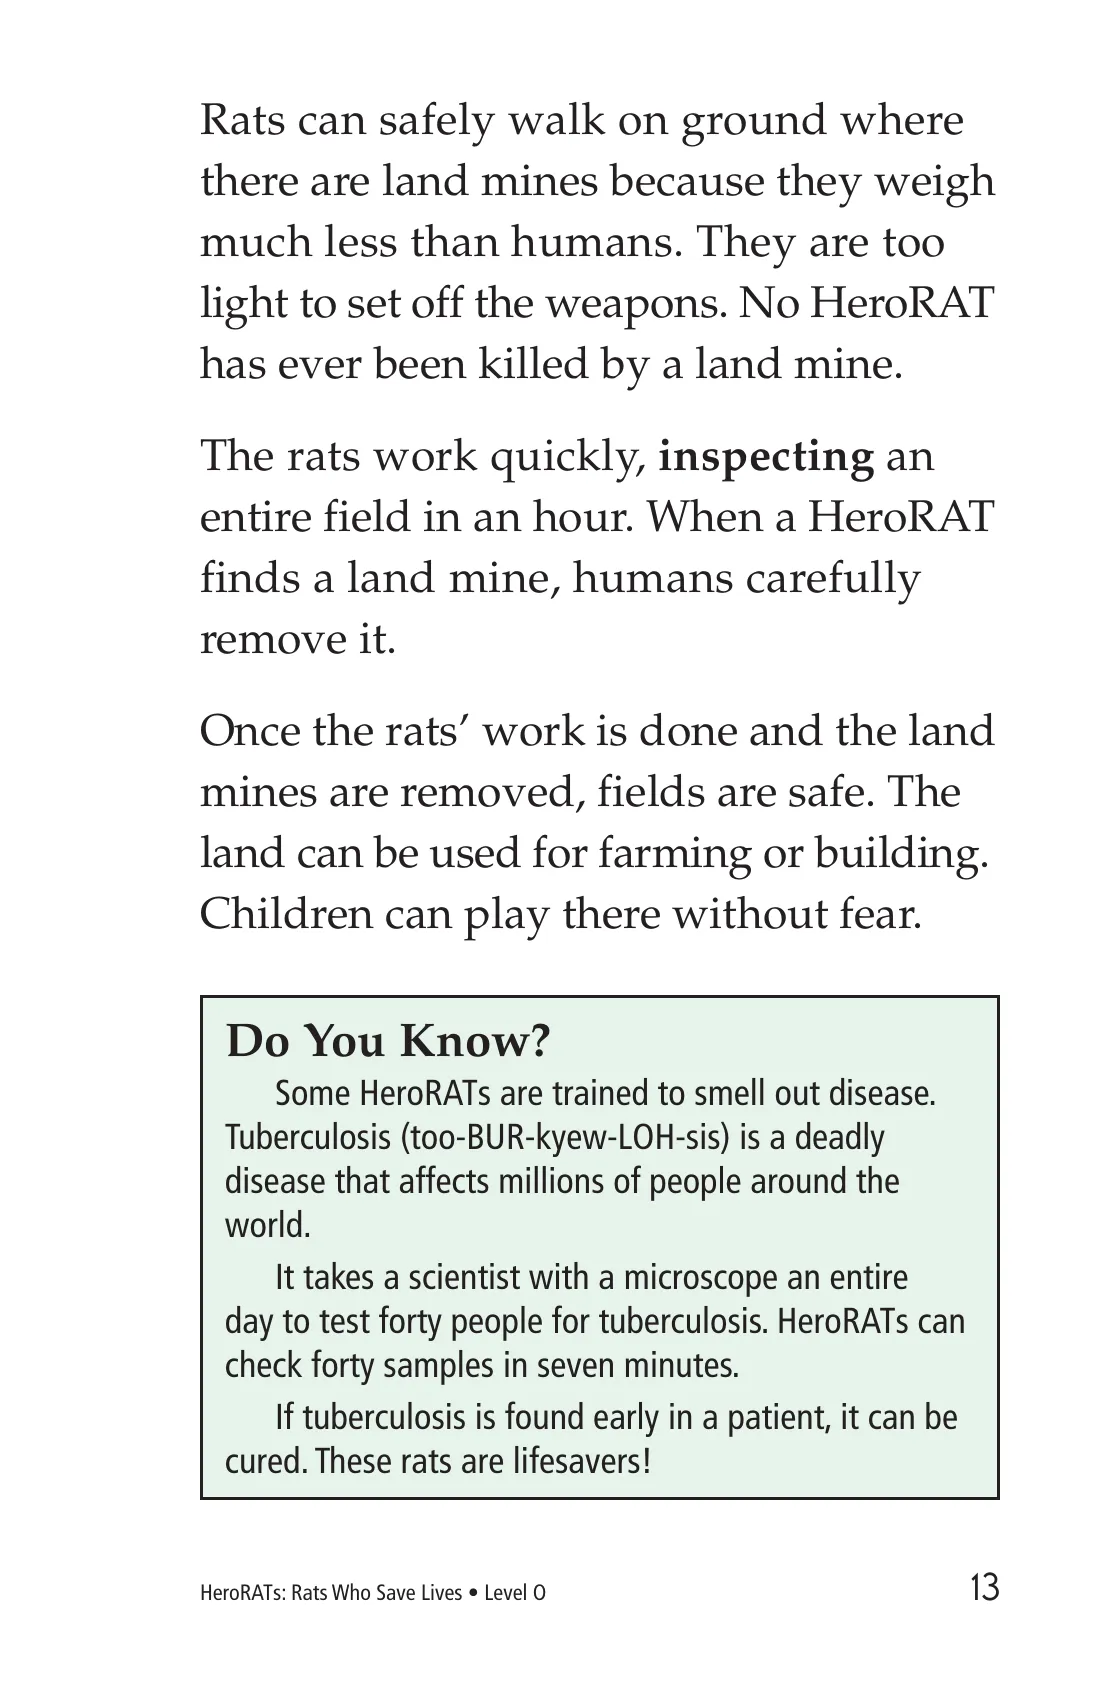 Rats can safely walk on ground where
there are land mines because they weigh
much less than humans. They are too
light to set off the weapons. No HeroRAT
has ever been killed by a land mine.
The rats work quickly, inspecting an
entire field in an hour. When a HeroRAT
finds a land mine, humans carefully
remove it.
Once the rats’ work is done and the land
mines are removed, fields are safe. The
land can be used for farming or building.
Children can play there without fear.
Do You Know?
Some HeroRATs are trained to smell out disease.
Tuberculosis (too-BUR-kyew-LOH-sis) is a deadly
disease that affects millions of people around the
world.
It takes a scientist with a microscope an entire
day to test forty people for tuberculosis. HeroRATs can
check forty samples in seven minutes.
If tuberculosis is found early in a patient, it can be
cured. These rats are lifesavers!
HeroRATs: Rats Who Save Lives • Level O
13